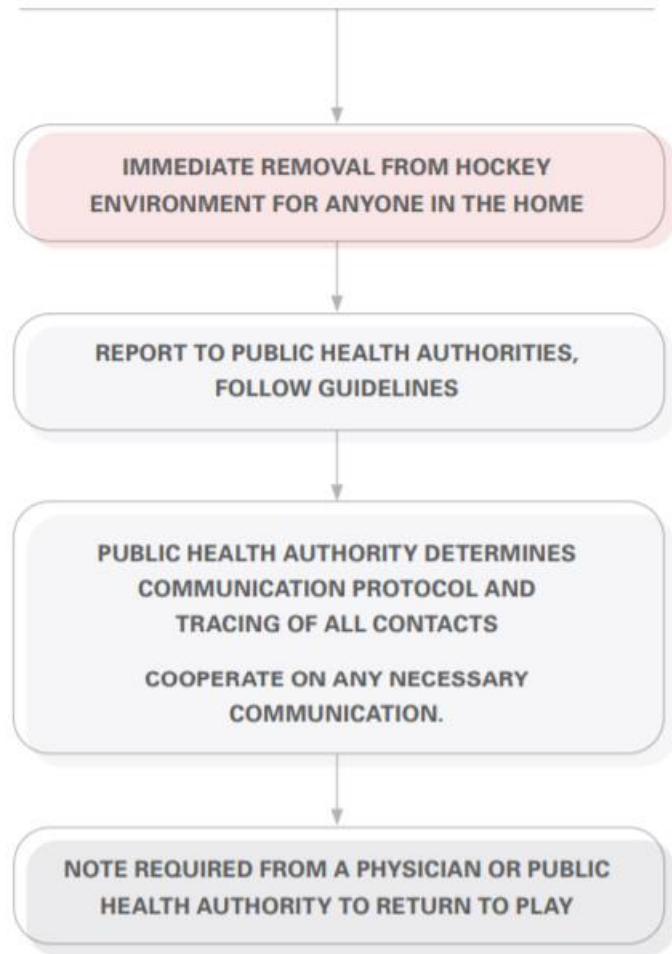 IMMEDIATE REMOVAL FROM HOCKEY
ENVIRONMENT FOR ANYONE IN THE HOME
REPORT TO PUBLIC HEALTH AUTHORITIES,
FOLLOW GUIDELINES
PUBLIC HEALTH AUTHORITY DETERMINES
COMMUNICATION PROTOCOL AND
TRACING OF ALL CONTACTS
COOPERATE ON ANY NECESSARY
COMMUNICATION.
NOTE REQUIRED FROM A PHYSICIAN OR PUBLIC
HEALTH AUTHORITY TO RETURN TO PLAY